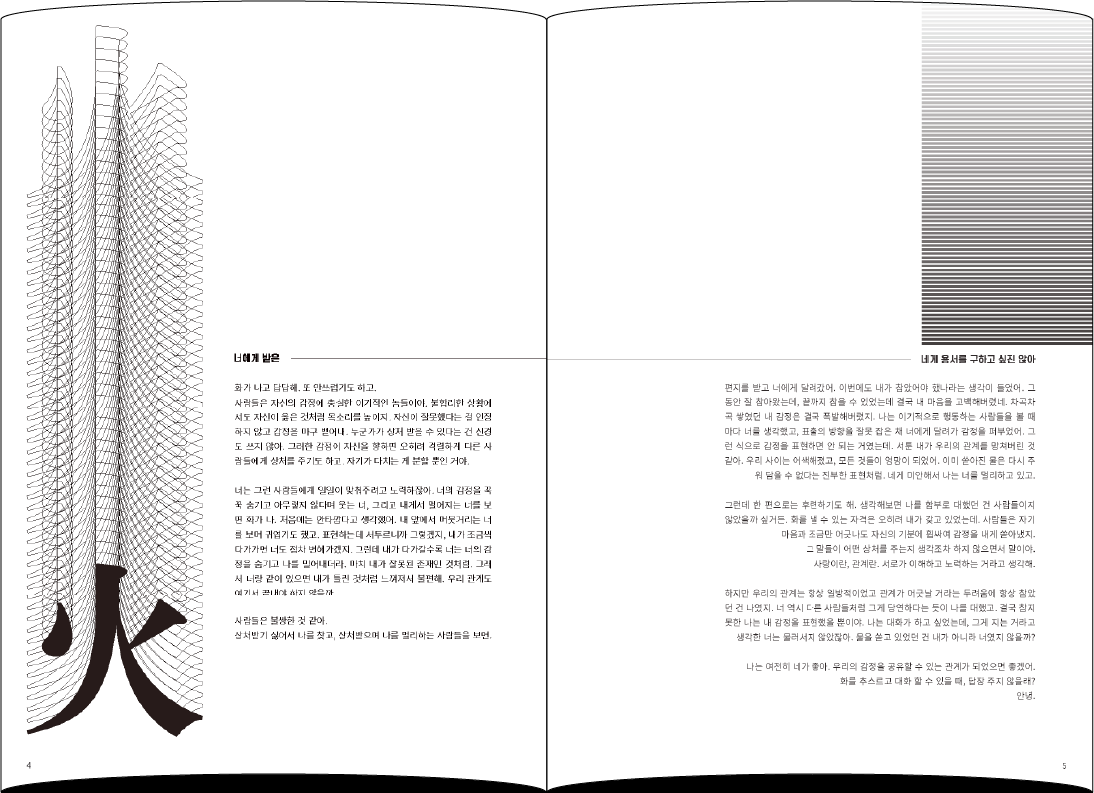 火
너에게 받은
화가 나고 답답해. 또 안쓰럽기도 하고.
사람들은 자신의 감정에 충실한 이기적인 놈들이야. 불합리한 상황에
서도 자신이 옳은 것처럼 목소리를 높이지. 자신이 잘못했다는 걸 인정
하지 않고 감정을 마구 뱉어내. 누군가가 상처 받을 수 있다는 건 신경
도 쓰지 않아. 그러한 감정이 자신을 향하면 오히려 격렬하게 다른 사
람들에게 상처를 주기도 하고. 자기가 다치는 게 분할 뿐인 거야.
너는 그런 사람들에게 일일이 맞춰주려고 노력하잖아. 너의 감정을 꼭
꼭 숨기고 아무렇지 않다며 웃는 너, 그리고 내게서 멀어지는 너를 보
면 화가 나. 처음에는 안타깝다고 생각했어. 내 앞에서 머뭇거리는 너
를 보며 귀엽기도 했고. 표현하는데 서투르니까 그렇겠지, 내가 조금씩
다가가면 너도 점차 변해가겠지. 그런데 내가 다가갈수록 너는 너의 감
정을 숨기고 나를 밀어내더라. 마치 내가 잘못된 존재인 것처럼. 그래
서 너랑 같이 있으면 내가 틀린 것처럼 느껴져서 불편해. 우리 관계도
여기서 끝내야 하지 않을까.
사람들은 불쌍한 것 같아.
상처받기 싫어서 나를 찾고, 상처받으며 나를 멀리하는 사람들을 보면.
4
네게 용서를 구하고 싶진 않아
편지를 받고 너에게 달려갔어. 이번에도 내가 참았어야 했나라는 생각이 들었어. 그
동안 잘 참아왔는데, 끝까지 참을 수 있었는데 결국 내 마음을 고백해버렸네. 차곡차
곡 쌓였던 내 감정은 결국 폭발해버렸지. 나는 이기적으로 행동하는 사람들을 볼 때
마다 너를 생각했고, 표출의 방향을 잘못 잡은 채 너에게 달려가 감정을 퍼부었어. 그
런 식으로 감정을 표현하면 안 되는 거였는데. 서툰 내가 우리의 관계를 망쳐버린 것
같아. 우리 사이는 어색해졌고, 모든 것들이 엉망이 되었어. 이미 쏟아진 물은 다시 주
워 담을 수 없다는 진부한 표현처럼. 네게 미안해서 나는 너를 멀리하고 있고.
그런데 한 편으로는 후련하기도 해. 생각해보면 나를 함부로 대했던 건 사람들이지
않았을까 싶거든. 화를 낼 수 있는 자격은 오히려 내가 갖고 있었는데. 사람들은 자기
마음과 조금만 어긋나도 자신의 기분에 휩싸여 감정을 내게 쏟아냈지.
그 말들이 어떤 상처를 주는지 생각조차 하지 않으면서 말이야.
사랑이란, 관계란. 서로가 이해하고 노력하는 거라고 생각해.
하지만 우리의 관계는 항상 일방적이었고 관계가 어긋날 거라는 두려움에 항상 참았
던 건 나였지. 너 역시 다른 사람들처럼 그게 당연하다는 듯이 나를 대했고. 결국 참지
못한 나는 내 감정을 표현했을 뿐이야. 나는 대화가 하고 싶었는데, 그게 지는 거라고
생각한 너는 물러서지 않았잖아. 물을 쏟고 있었던 건 내가 아니라 너였지 않을까?
나는 여전히 네가 좋아. 우리의 감정을 공유할 수 있는 관계가 되었으면 좋겠어.
화를 추스르고 대화 할 수 있을 때, 답장 주지 않을래?
안녕.
5